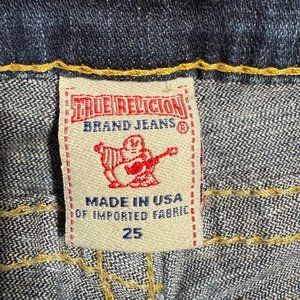 TRUE RELIGION
BRAND JEANS®
MADE IN USA
OF IMPORTED FABRIC
25